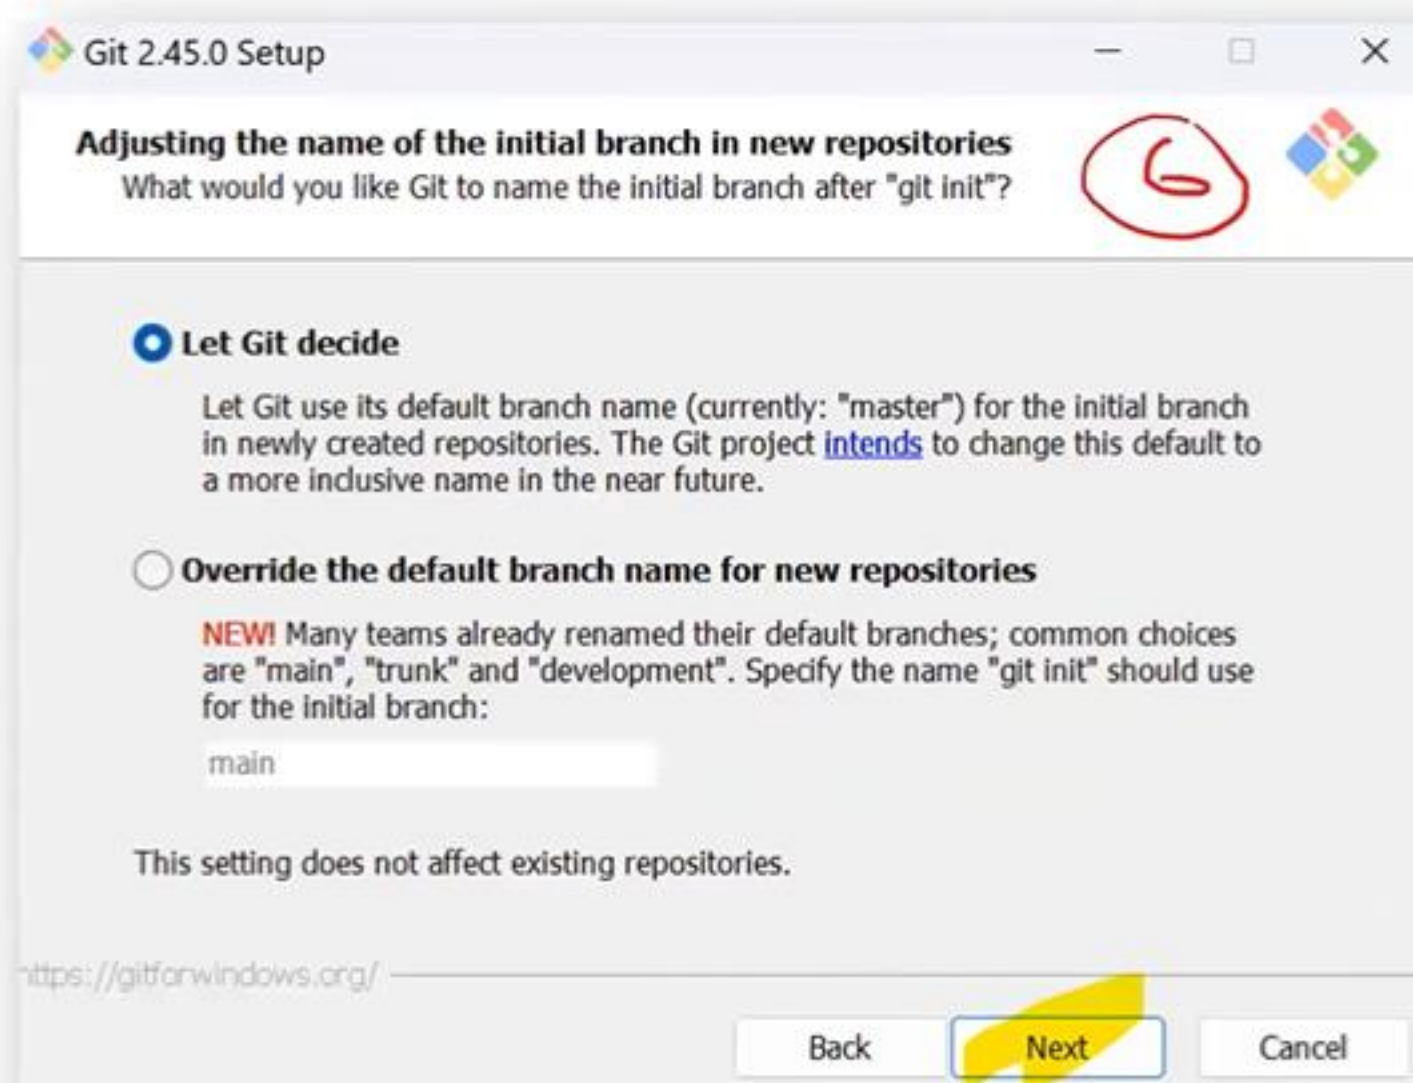 Git 2.45.0 Setup
Adjusting the name of the initial branch in new repositories
What would you like Git to name the initial branch after "git init"?
6
Let Git decide
Let Git use its default branch name (currently: "master") for the initial branch
in newly created repositories. The Git project intends to change this default to
a more inclusive name in the near future.
Override the default branch name for new repositories
NEW! Many teams already renamed their default branches; common choices
are "main", "trunk" and "development". Specify the name "git init" should use
for the initial branch:
main
This setting does not affect existing repositories.
https://gitforwindows.org/
Back Next Cancel